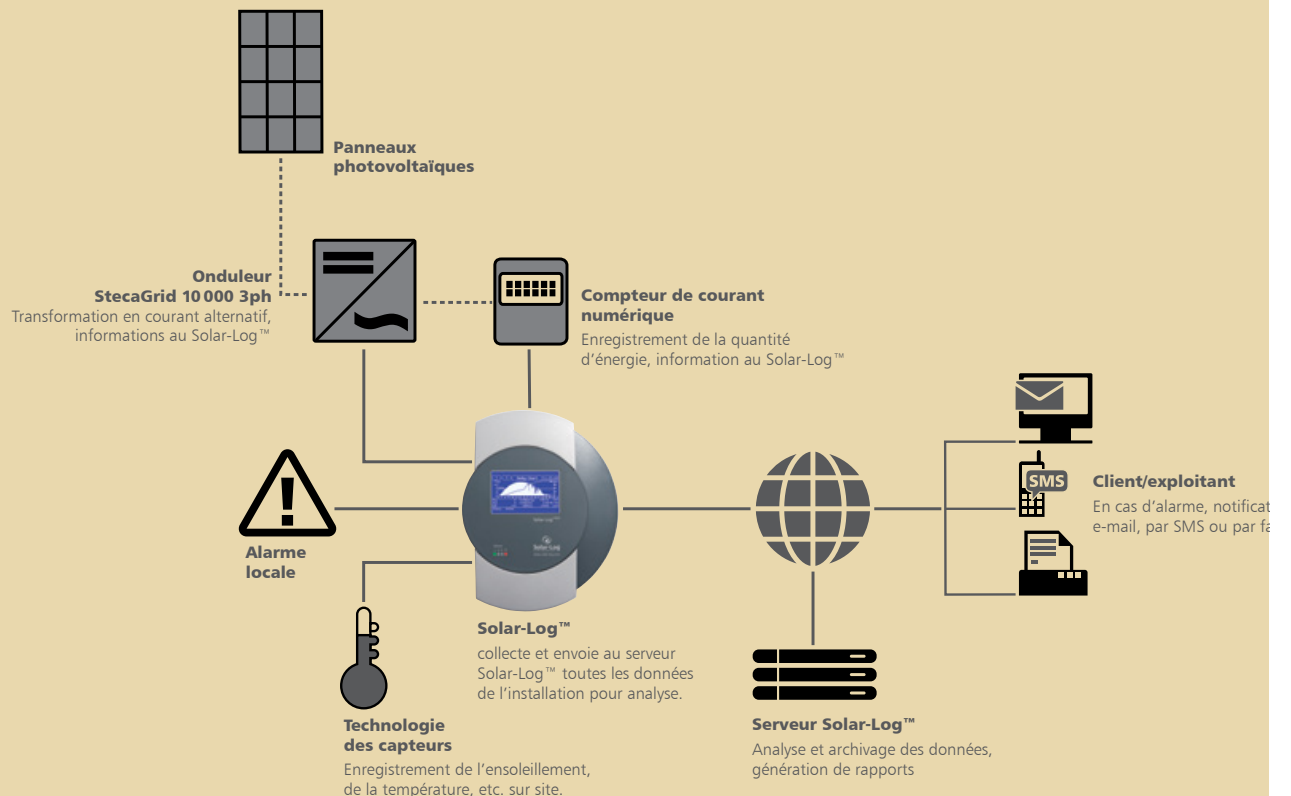 Panneaux
photovoltaïques
Onduleur
StecaGrid 10 000 3ph
Transformation en courant alternatif,
informations au Solar-Log™
Compteur de courant
numérique
Enregistrement de la quantité
d’énergie, information au Solar-Log™
SMS
Client/exploitant
En cas d’alarme, notificat
e-mail, par SMS ou par fa
Alarme
locale
Solar-Log
Solar-Log™
collecte et envoie au serveur
Solar-Log™ toutes les données
de l’installation pour analyse.
Technologie
des capteurs
Enregistrement de l’ensoleillement,
de la température, etc. sur site.
Serveur Solar-Log™
Analyse et archivage des données,
génération de rapports